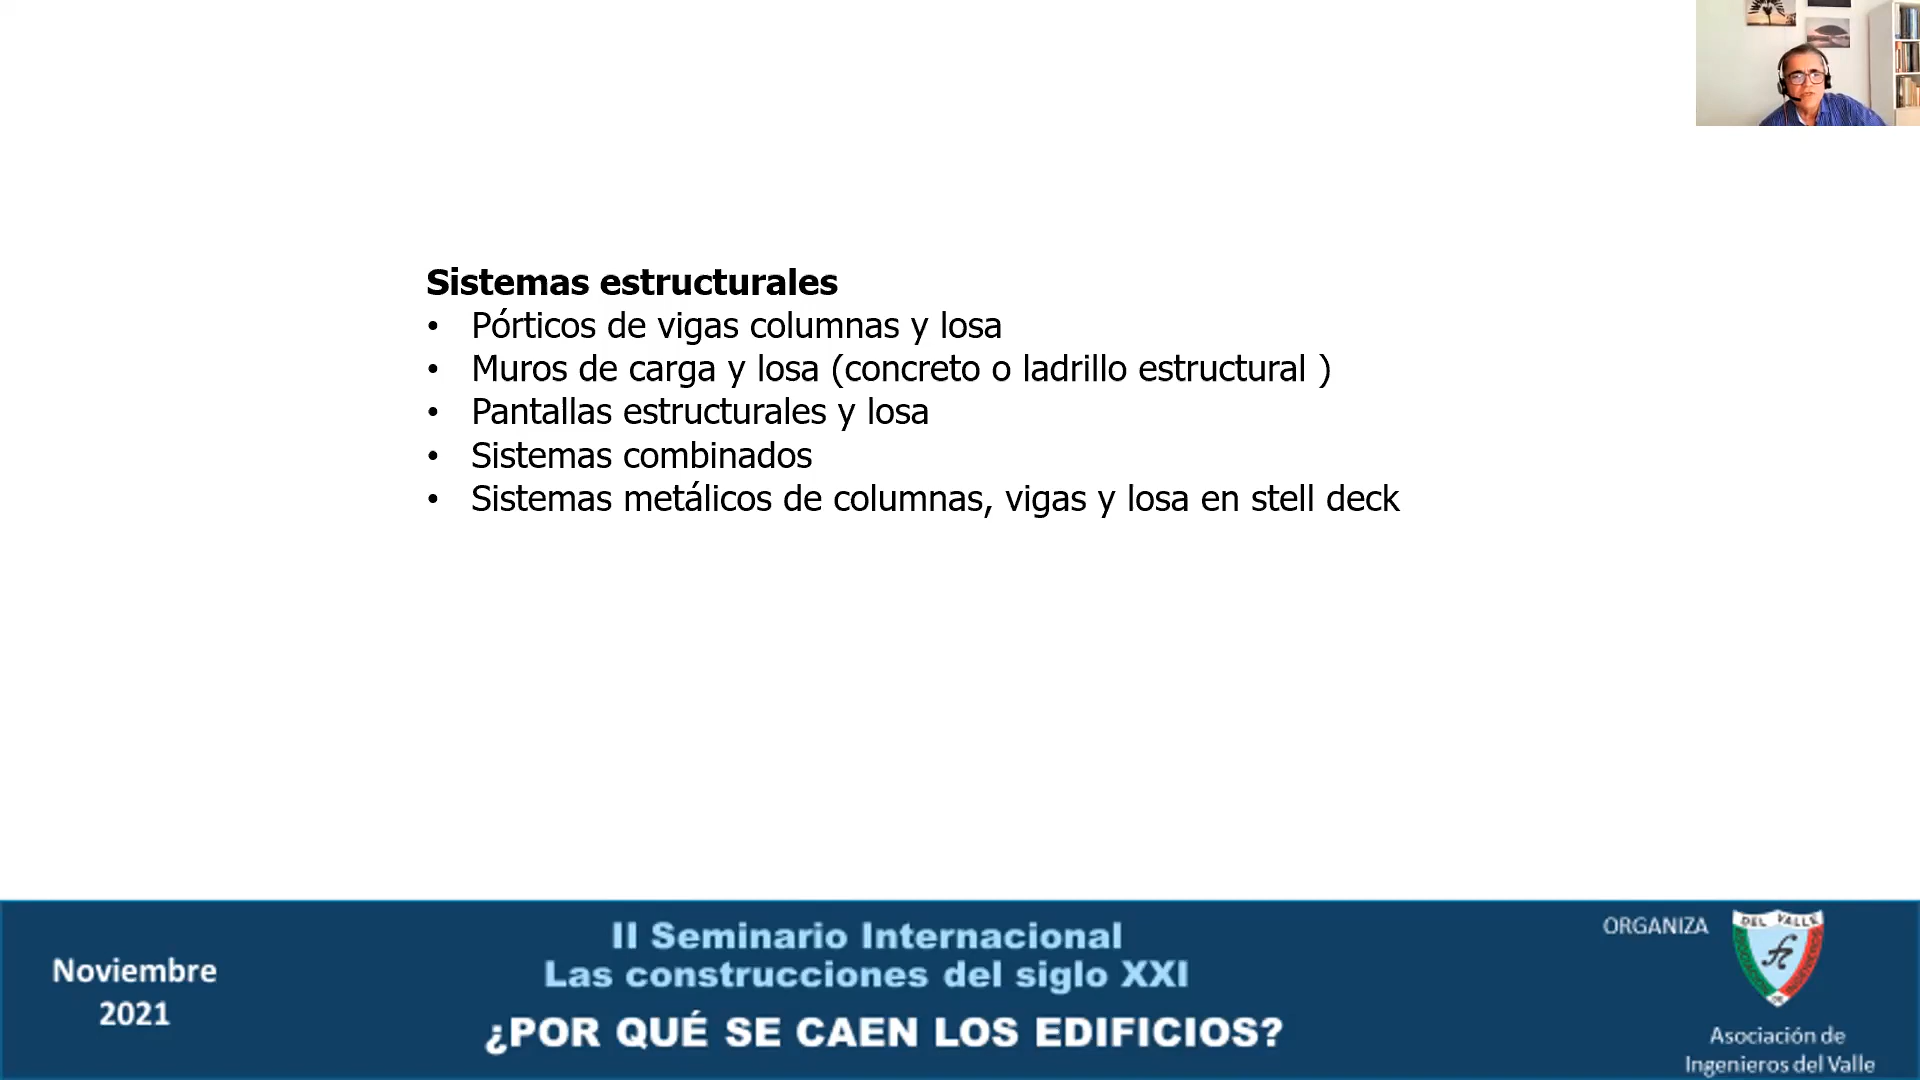 Sistemas estructurales
• Pórticos de vigas columnas y losa
• Muros de carga y losa (concreto o ladrillo estructural )
• Pantallas estructurales y losa
• Sistemas combinados
• Sistemas metálicos de columnas, vigas y losa en stell deck
Noviembre
2021
II Seminario Internacional
Las construcciones del siglo XXI
¿POR QUÉ SE CAEN LOS EDIFICIOS?
ORGANIZA
DEL VALLE
Asociación de
Ingenieros del Valle